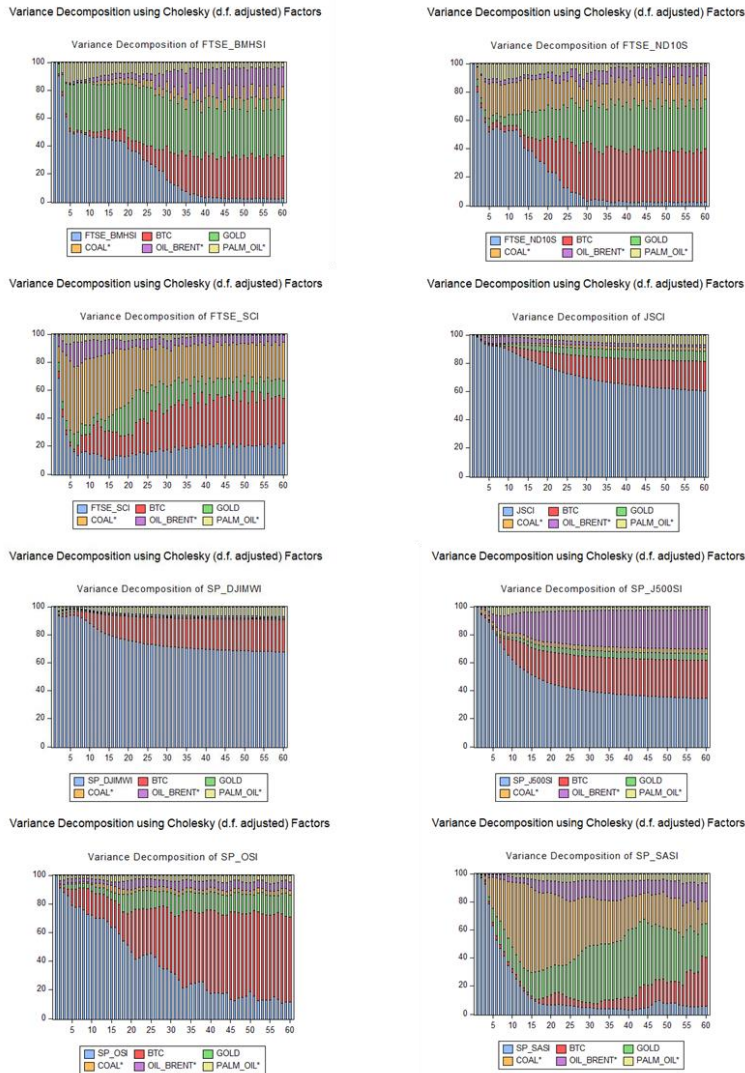 Variance Decomposition using Cholesky (d.f. adjusted) Factors
Variance Decomposition of FTSE_BMHSI
100
80
60
40
20
0
5 10 15 20 25 30 35 40 45 50 55 60
FTSE_BMHSI BTC GOLD
COAL* OIL_BRENT* PALM_OIL*
Variance Decomposition using Cholesky (d.f. adjusted) Factors
Variance Decomposition of FTSE_ND10S
100
80
60
40
20
0
5 10 15 20 25 30 35 40 45 50 55 60
FTSE_ND10S BTC GOLD
COAL* OIL_BRENT* PALM_OIL*
Variance Decomposition using Cholesky (d.f. adjusted) Factors
Variance Decomposition of FTSE_SCI
100
80
60
40
20
0
5 10 15 20 25 30 35 40 45 50 55 60
FTSE_SCI BTC GOLD
COAL* OIL_BRENT* PALM_OIL*
Variance Decomposition using Cholesky (d.f. adjusted) Factors
Variance Decomposition of JSCI
100
80
60
40
20
0
5 10 15 20 25 30 35 40 45 50 55 60
JSCI BTC GOLD
COAL* OIL_BRENT* PALM_OIL*
Variance Decomposition using Cholesky (d.f. adjusted) Factors
Variance Decomposition of SP_DJIMWI
100
80
60
40
20
0
5 10 15 20 25 30 35 40 45 50 55 60
SP_DJIMWI BTC GOLD
COAL* OIL_BRENT* PALM_OIL*
Variance Decomposition using Cholesky (d.f. adjusted) Factors
Variance Decomposition of SP_J500SI
100
80
60
40
20
0
5 10 15 20 25 30 35 40 45 50 55 60
SP_J500SI BTC GOLD
COAL* OIL_BRENT* PALM_OIL*
Variance Decomposition using Cholesky (d.f. adjusted) Factors
Variance Decomposition of SP_OSI
100
80
60
40
20
0
5 10 15 20 25 30 35 40 45 50 55 60
SP_OSI BTC GOLD
COAL* OIL_BRENT* PALM_OIL*
Variance Decomposition using Cholesky (d.f. adjusted) Factors
Variance Decomposition of SP_SASI
100
80
60
40
20
0
5 10 15 20 25 30 35 40 45 50 55 60
SP_SASI BTC GOLD
COAL* OIL_BRENT* PALM_OIL*